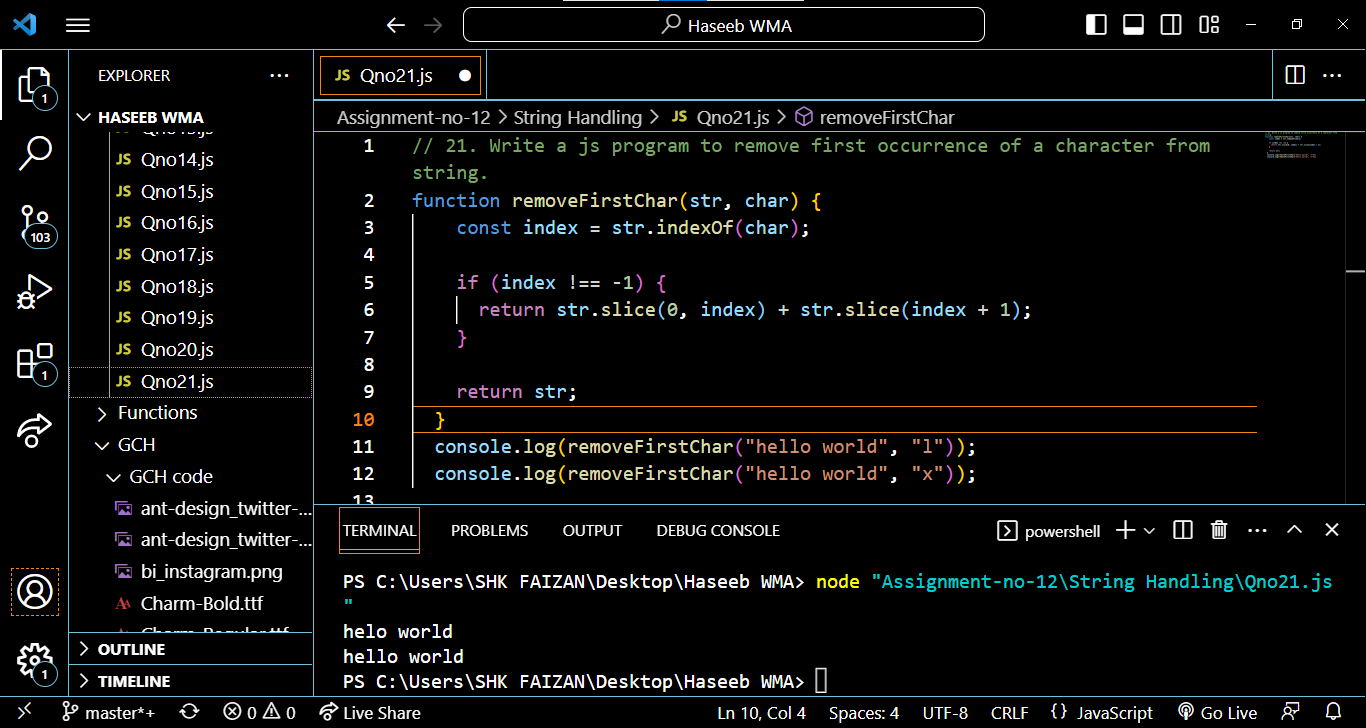 Haseeb WMA
EXPLORER
HASEEB WMA
Qno14.js
Qno15.js
Qno16.js
Qno17.js
Qno18.js
Qno19.js
Qno20.js
Qno21.js
Functions
GCH
GCH code
ant-design_twitter-...
ant-design_twitter-...
bi_instagram.png
Charm-Bold.ttf
Charm-Regular.ttf
OUTLINE
TIMELINE
1
103
1
1
JS Qno21.js
Assignment-no-12 > String Handling > JS Qno21.js > removeFirstChar
1 // 21. Write a js program to remove first occurrence of a character from
string.
2 function removeFirstChar(str, char) {
3 const index = str.indexOf(char);
4
5 if (index !== -1) {
6 return str.slice(0, index) + str.slice(index + 1);
7 }
8
9 return str;
10 }
11 console.log(removeFirstChar("hello world", "l"));
12 console.log(removeFirstChar("hello world", "x"));
13
TERMINAL PROBLEMS OUTPUT DEBUG CONSOLE powershell
PS C:\Users\SHK FAIZAN\Desktop\Haseeb WMA> node "Assignment-no-12\String Handling\Qno21.js
"
helo world
hello world
PS C:\Users\SHK FAIZAN\Desktop\Haseeb WMA>
master*+ 0 0 Live Share Ln 10, Col 4 Spaces: 4 UTF-8 CRLF {} JavaScript Go Live